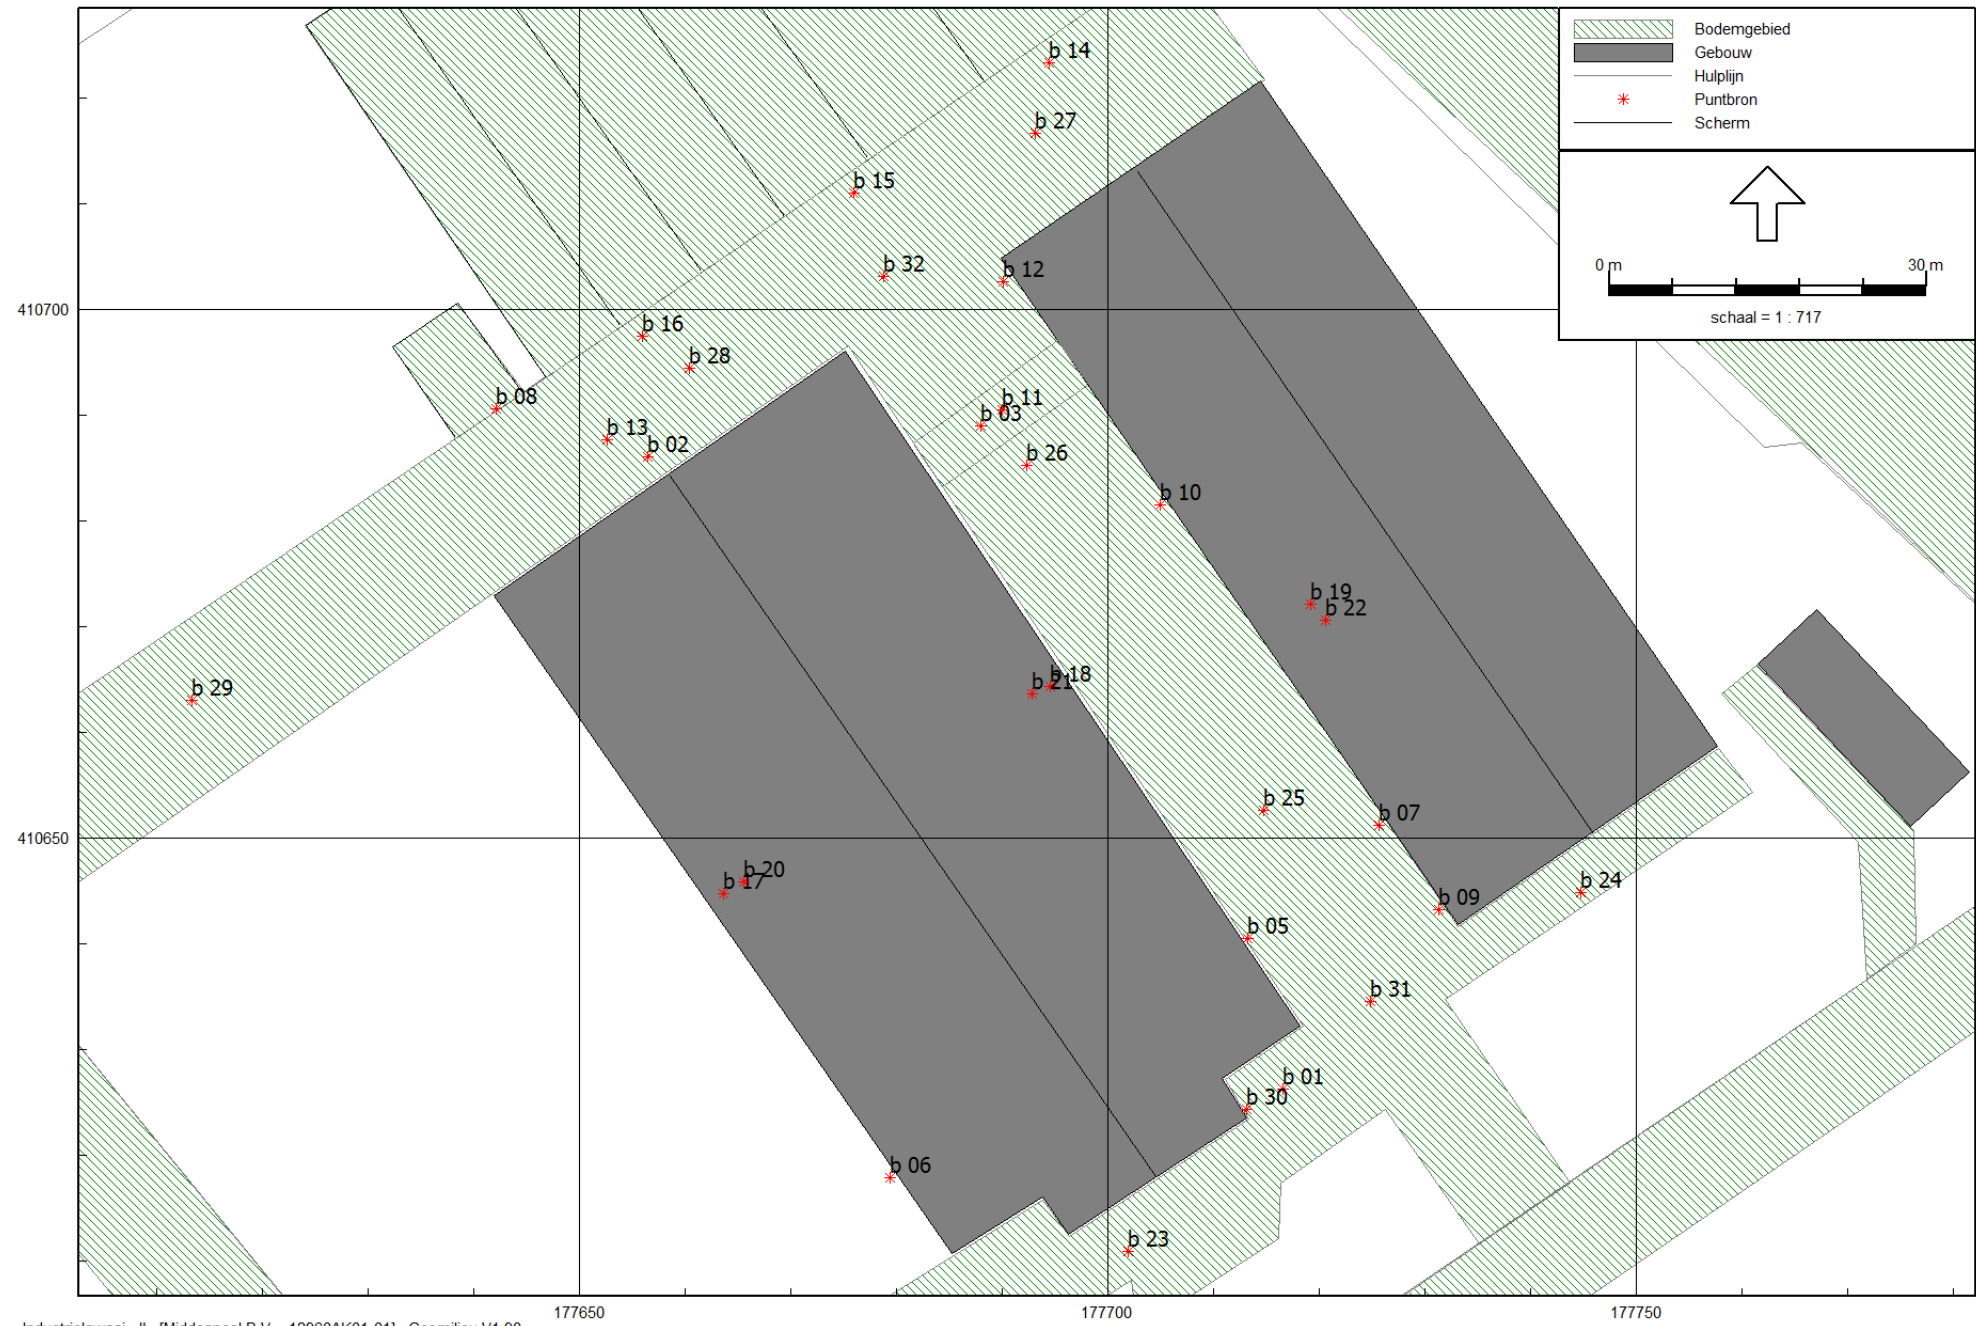 Bodemgebied
Gebouw
Hulplijn
Puntbron
Scherm
0 m 30 m
schaal = 1 : 717
b 14
b 27
b 15
b 32
b 12
410700
b 16
b 28
b 08
b 11
b 03
b 13
b 02
b 26
b 10
b 19
b 22
b 18
b 21
b 29
b 25
b 07
410650
b 20
b 17
b 24
b 09
b 05
b 31
b 01
b 30
b 06
b 23
177650 177700 177750